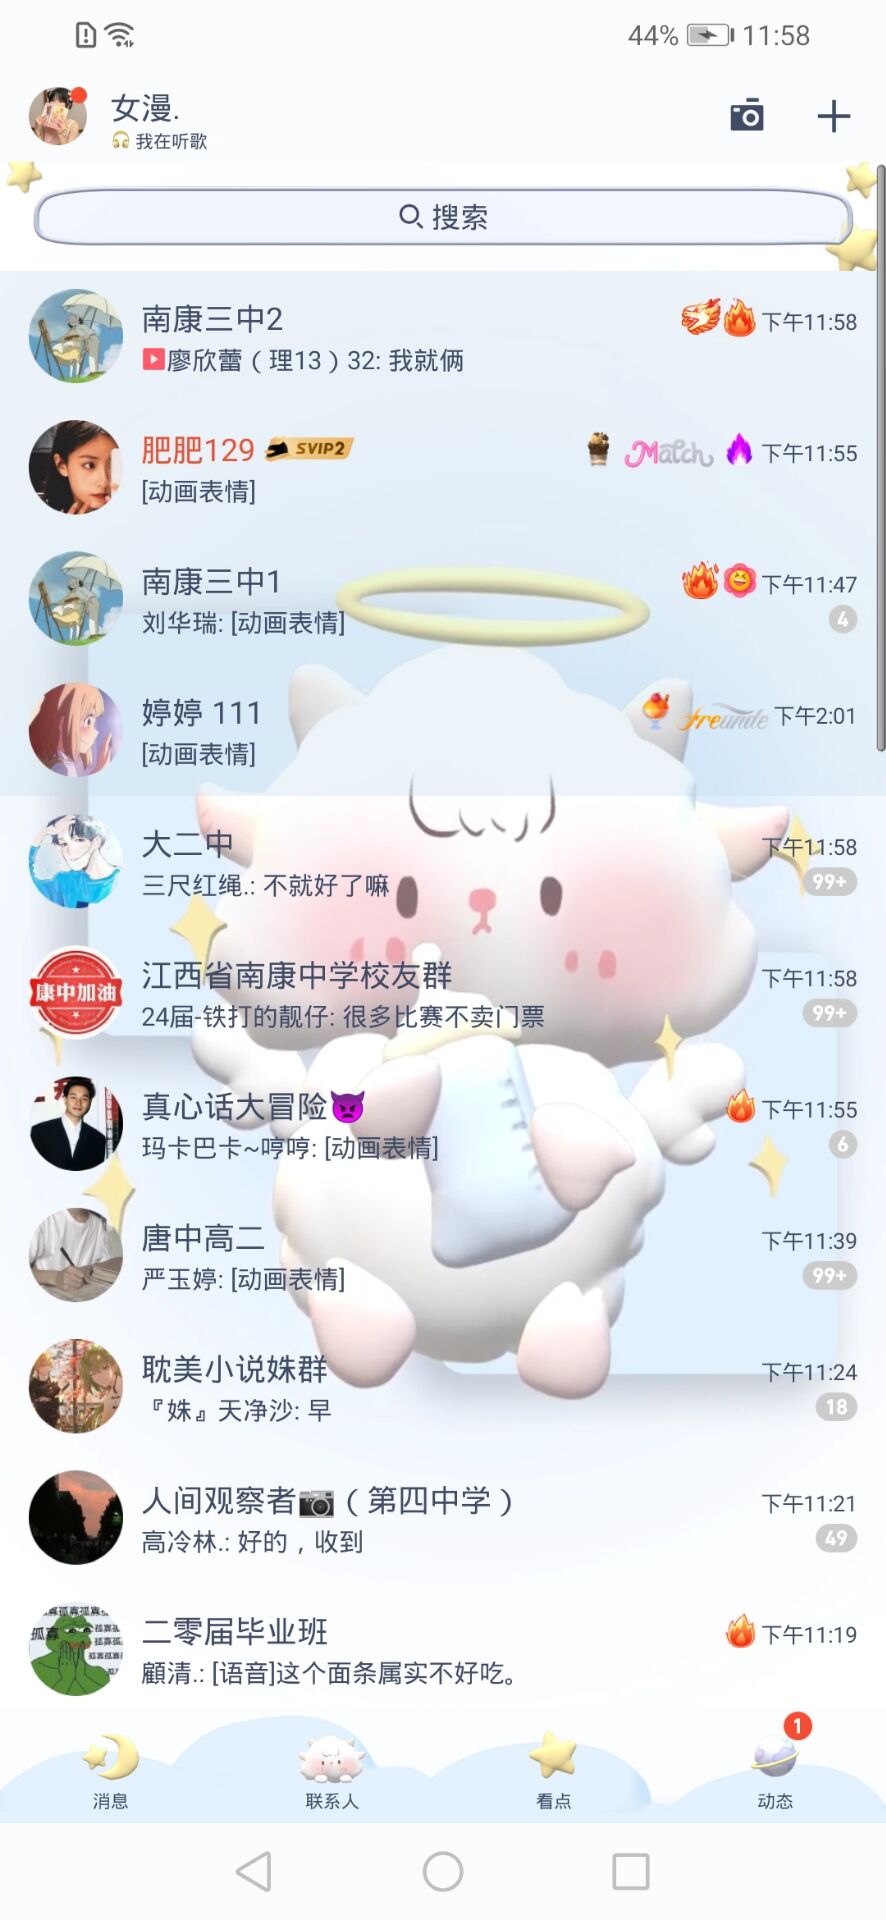 44% 11:58
女漫.
我在听歌
搜索
南康三中2 下午11:58
廖欣蕾（理13）32: 我就俩
肥肥129 SVIP2 Match 下午11:55
[动画表情]
南康三中1 下午11:47
刘华瑞: [动画表情] 4
婷婷 111 freunde 下午2:01
[动画表情]
大二中 下午11:58
三尺红绳.: 不就好了嘛 99+
康中加油
江西省南康中学校友群 下午11:58
24届-铁打的靓仔: 很多比赛不卖门票 99+
真心话大冒险👿 下午11:55
玛卡巴卡~哼哼: [动画表情] 6
唐中高二 下午11:39
严玉婷: [动画表情] 99+
耽美小说姝群 下午11:24
『姝』天净沙: 早 18
人间观察者📷（第四中学） 下午11:21
高冷林.: 好的，收到 49
孤寡
二零届毕业班 下午11:19
顧清.: [语音]这个面条属实不好吃。
1
消息 联系人 看点 动态